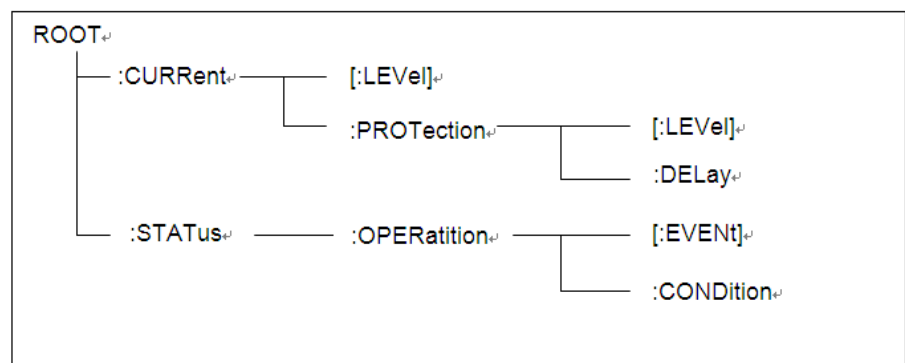 ROOT↵
:CURRent↵ [:LEVel]↵
:PROTection↵ [:LEVel]↵
:DELay↵
:STATus↵ :OPERatition↵ [:EVENt]↵
:CONDition↵